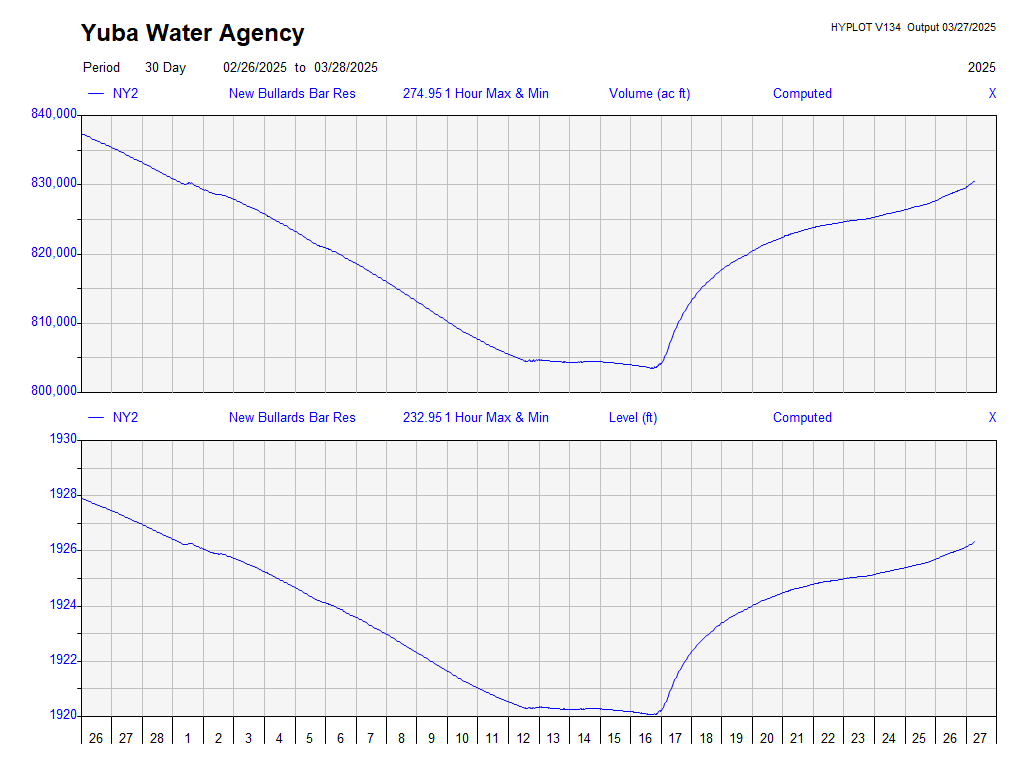 Yuba Water Agency
HYPLOT V134 Output 03/27/2025
Period 30 Day 02/26/2025 to 03/28/2025 2025
NY2 New Bullards Bar Res 274.95 1 Hour Max & Min Volume (ac ft) Computed X
840,000
830,000
820,000
810,000
800,000
NY2 New Bullards Bar Res 232.95 1 Hour Max & Min Level (ft) Computed X
1930
1928
1926
1924
1922
1920
26 27 28 1 2 3 4 5 6 7 8 9 10 11 12 13 14 15 16 17 18 19 20 21 22 23 24 25 26 27